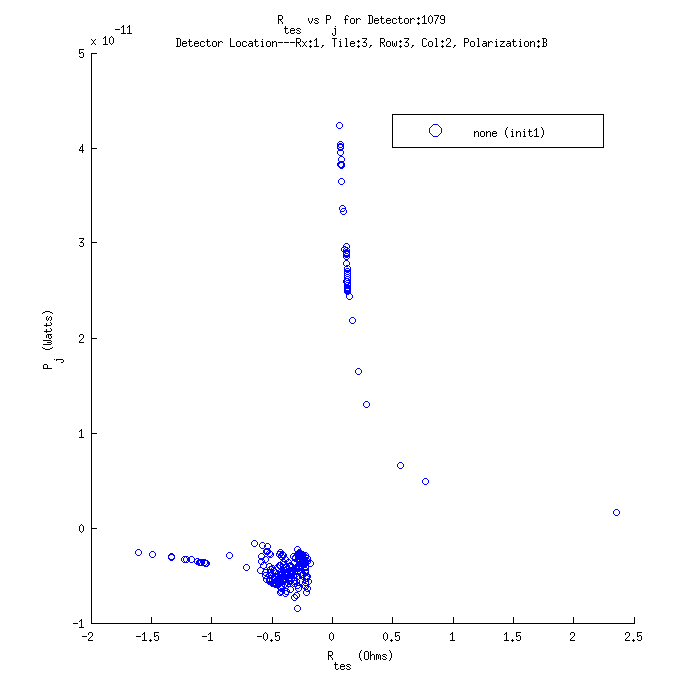 R_tes vs P_j for Detector:1079
x 10^-11
Detector Location---Rx:1, Tile:3, Row:3, Col:2, Polarization:B
5
none (init1)
4
3
P_j (Watts)
2
1
0
-1
-2 -1.5 -1 -0.5 0 0.5 1 1.5 2 2.5
R_tes (Ohms)